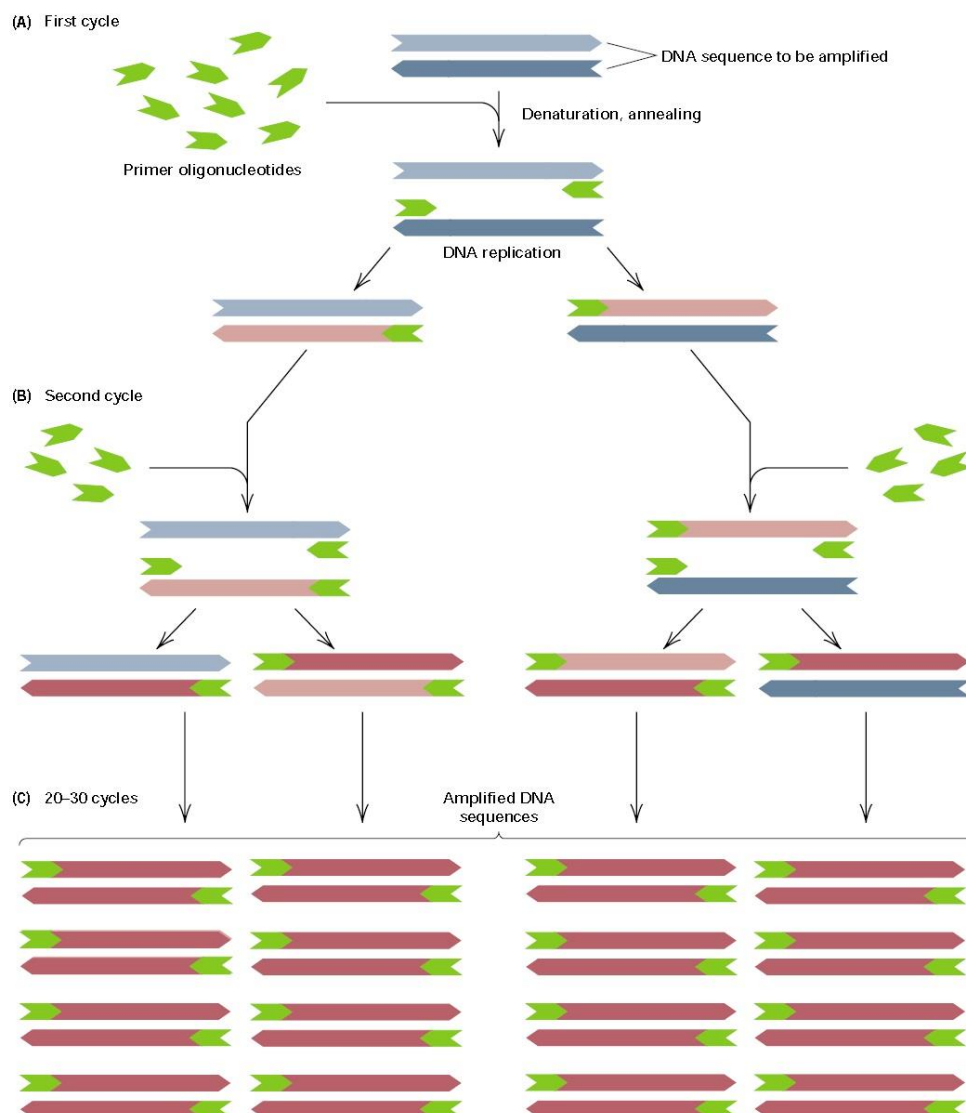 (A) First cycle
DNA sequence to be amplified
Denaturation, annealing
Primer oligonucleotides
DNA replication
(B) Second cycle
(C) 20–30 cycles
Amplified DNA
sequences